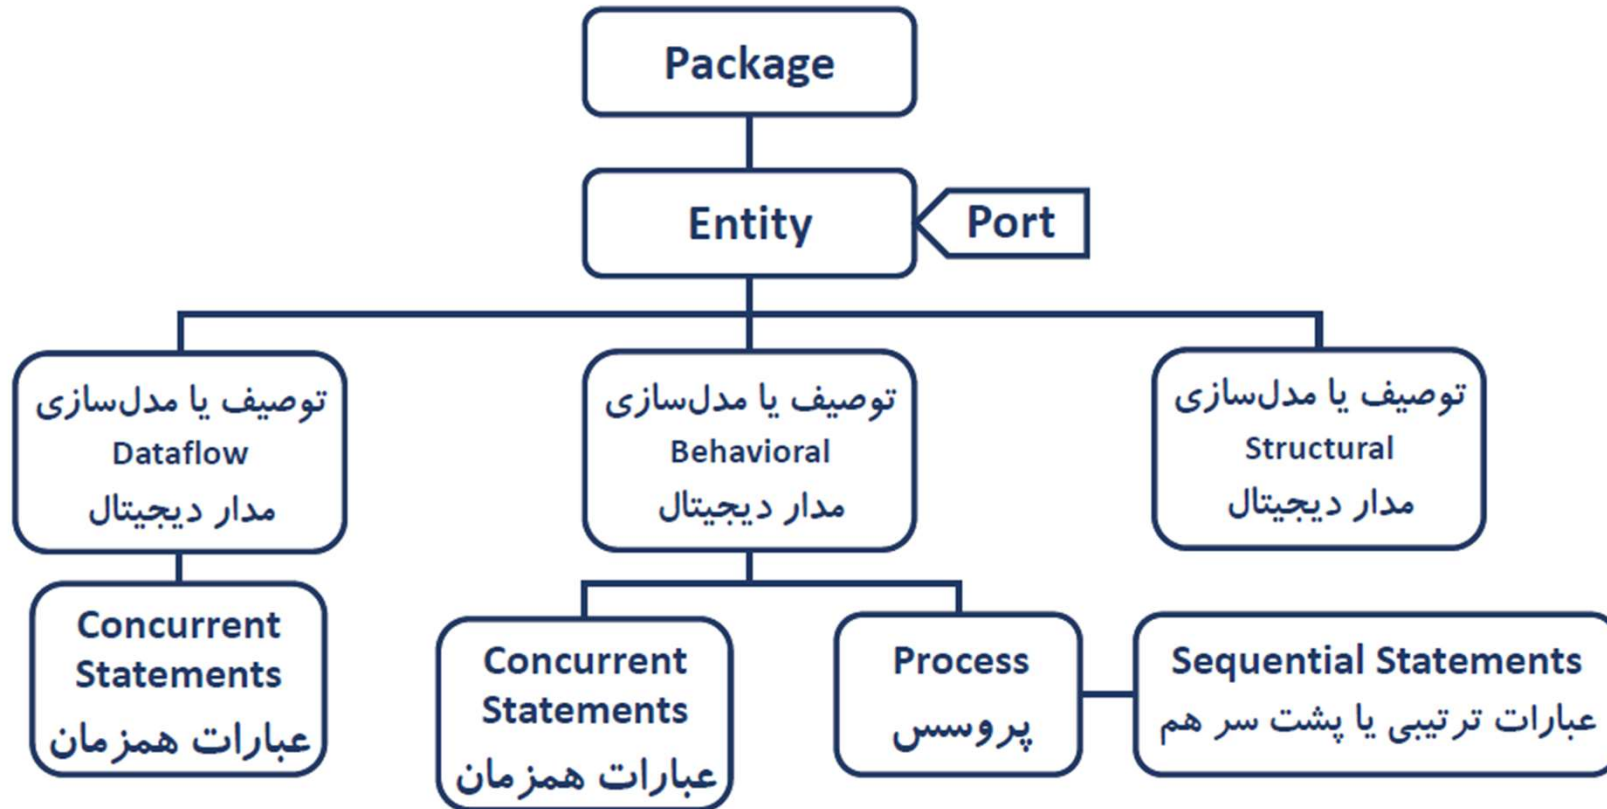 Package
Entity
Port
توصیف یا مدل‌سازی
Dataflow
مدار دیجیتال
توصیف یا مدل‌سازی
Behavioral
مدار دیجیتال
توصیف یا مدل‌سازی
Structural
مدار دیجیتال
Concurrent
Statements
عبارات همزمان
Concurrent
Statements
عبارات همزمان
Process
پروسس
Sequential Statements
عبارات ترتیبی یا پشت سر هم